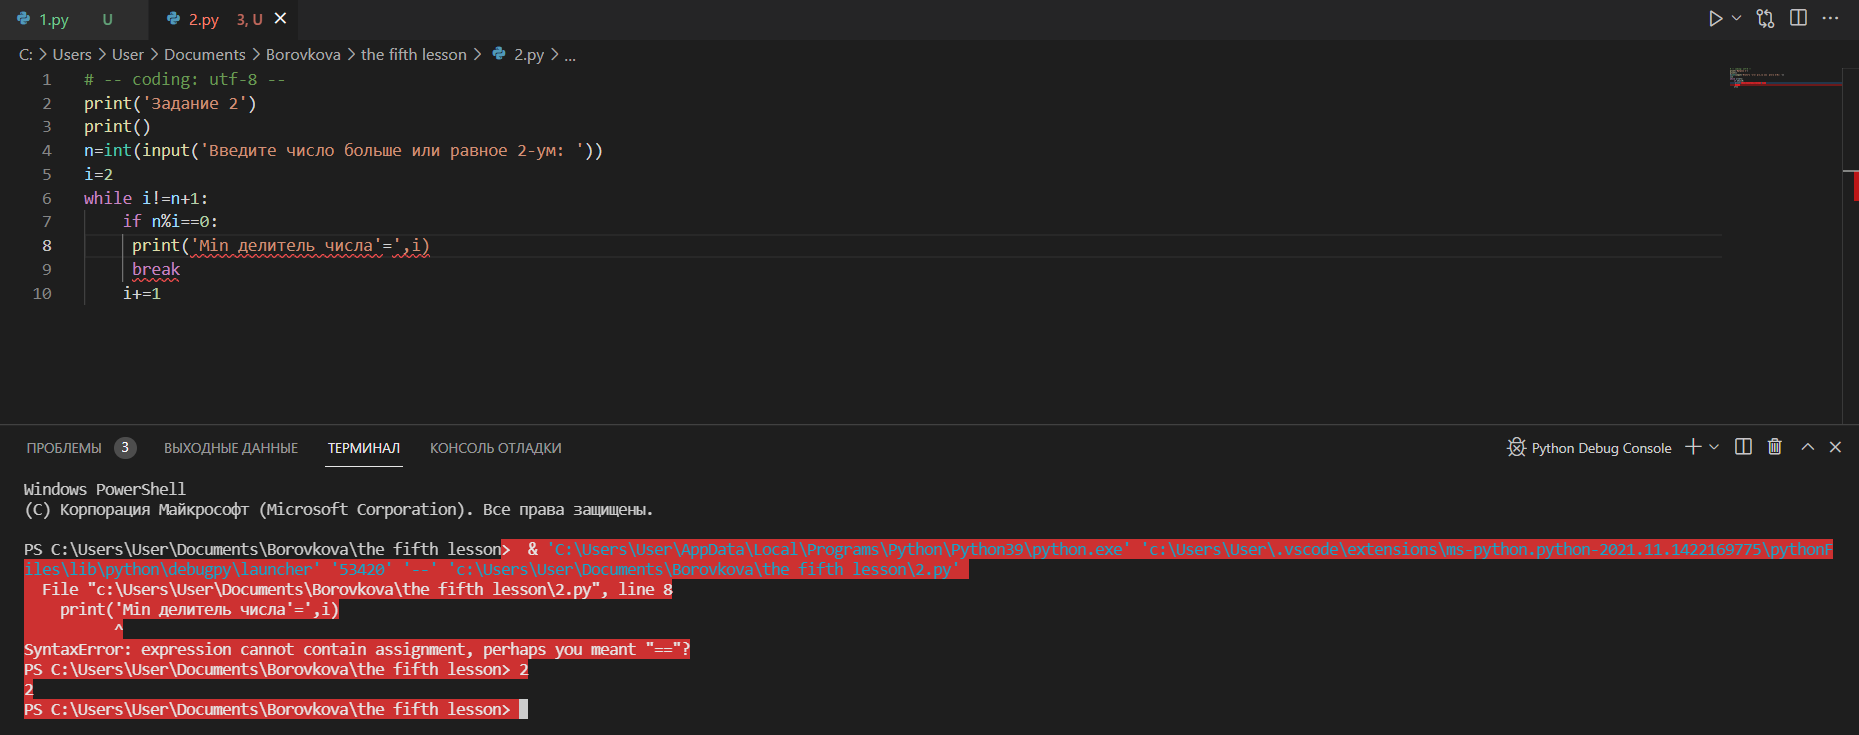 1.py U 2.py 3, U
C: > Users > User > Documents > Borovkova > the fifth lesson > 2.py > ...
1 # -- coding: utf-8 --
2 print('Задание 2')
3 print()
4 n=int(input('Введите число больше или равное 2-ум: '))
5 i=2
6 while i!=n+1:
7 if n%i==0:
8 print('Min делитель числа'=',i)
9 break
10 i+=1
ПРОБЛЕМЫ 3 ВЫХОДНЫЕ ДАННЫЕ ТЕРМИНАЛ КОНСОЛЬ ОТЛАДКИ Python Debug Console
Windows PowerShell
(C) Корпорация Майкрософт (Microsoft Corporation). Все права защищены.
PS C:\Users\User\Documents\Borovkova\the fifth lesson> & 'C:\Users\User\AppData\Local\Programs\Python\Python39\python.exe' 'c:\Users\User\.vscode\extensions\ms-python.python-2021.11.1422169775\pythonF
iles\lib\python\debugpy\launcher' '53420' '--' 'c:\Users\User\Documents\Borovkova\the fifth lesson\2.py'
File "c:\Users\User\Documents\Borovkova\the fifth lesson\2.py", line 8
print('Min делитель числа'=',i)
^
SyntaxError: expression cannot contain assignment, perhaps you meant "=="?
PS C:\Users\User\Documents\Borovkova\the fifth lesson> 2
2
PS C:\Users\User\Documents\Borovkova\the fifth lesson>